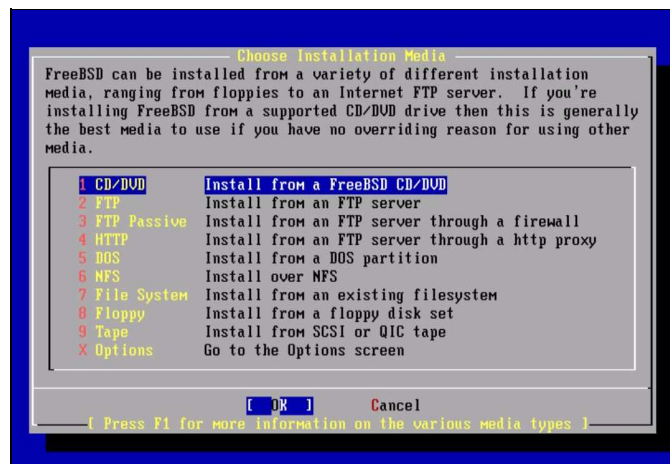 Choose Installation Media
FreeBSD can be installed from a variety of different installation
media, ranging from floppies to an Internet FTP server.  If you're
installing FreeBSD from a supported CD/DVD drive then this is generally
the best media to use if you have no overriding reason for using other
media.
1 CD/DVD Install from a FreeBSD CD/DVD
2 FTP Install from an FTP server
3 FTP Passive Install from an FTP server through a firewall
4 HTTP Install from an FTP server through a http proxy
5 DOS Install from a DOS partition
6 NFS Install over NFS
7 File System Install from an existing filesystem
8 Floppy Install from a floppy disk set
9 Tape Install from SCSI or QIC tape
X Options Go to the Options screen
[ OK ] Cancel
[ Press F1 for more information on the various media types ]